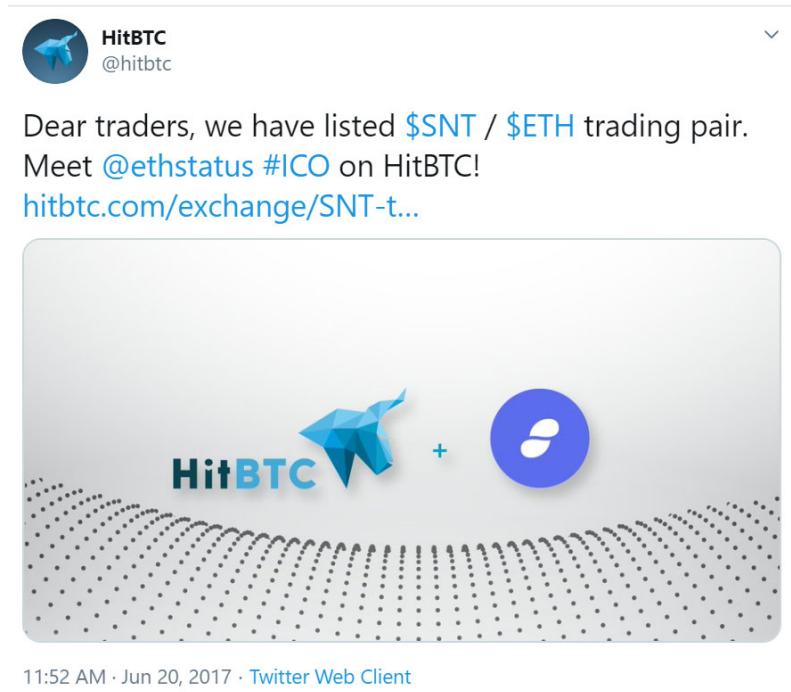 HitBTC
@hitbtc
Dear traders, we have listed $SNT / $ETH trading pair.
Meet @ethstatus #ICO on HitBTC!
hitbtc.com/exchange/SNT-t...
HitBTC +
11:52 AM · Jun 20, 2017 · Twitter Web Client